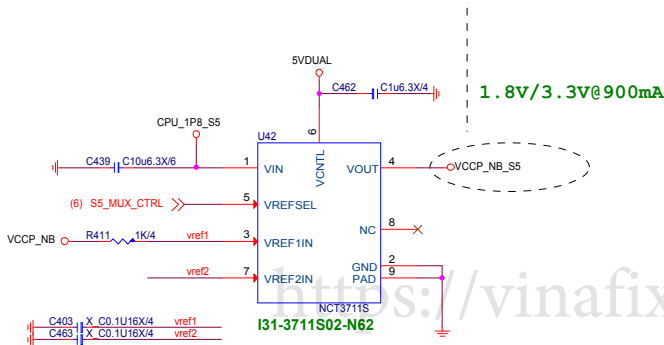 5VDUAL
C462 C1u6.3X/4
1.8V/3.3V@900mA
CPU_1P8_S5
U42
6
C439 C10u6.3X/6
1 VIN
VCNTL
VOUT 4
VCCP_NB_S5
(6) S5_MUX_CTRL
5 VREFSEL
NC 8
VCCP_NB
R411 1K/4 vref1
3 VREF1IN
GND 2
vref2
7 VREF2IN
PAD 9
https://vinafix
NCT3711S
I31-3711S02-N62
C403 X_C0.1U16X/4 vref1
C463 X_C0.1U16X/4 vref2